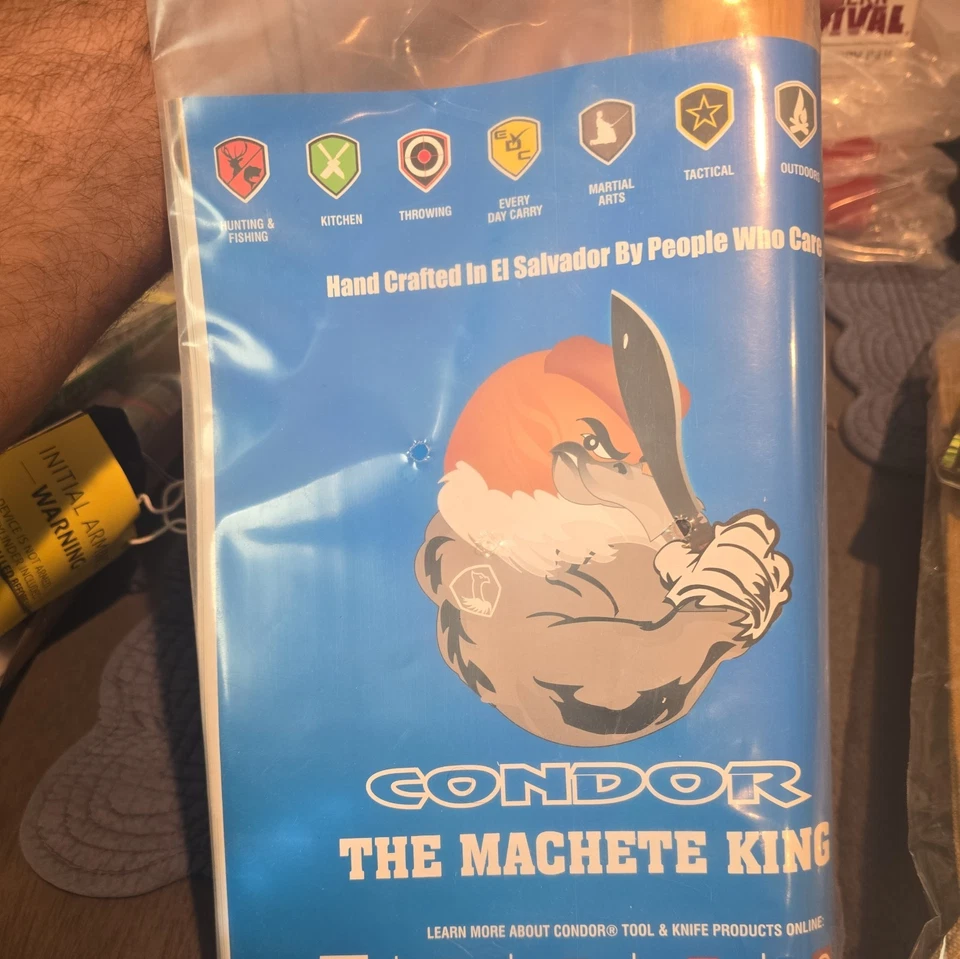 HUNTING &
FISHING
KITCHEN
THROWING
EDC
EVERY
DAY CARRY
MARTIAL
ARTS
TACTICAL
OUTDOORS
Hand Crafted In El Salvador By People Who Care
INITIAL
WARNING
CONDOR
THE MACHETE KING
LEARN MORE ABOUT CONDOR® TOOL & KNIFE PRODUCTS ONLINE: